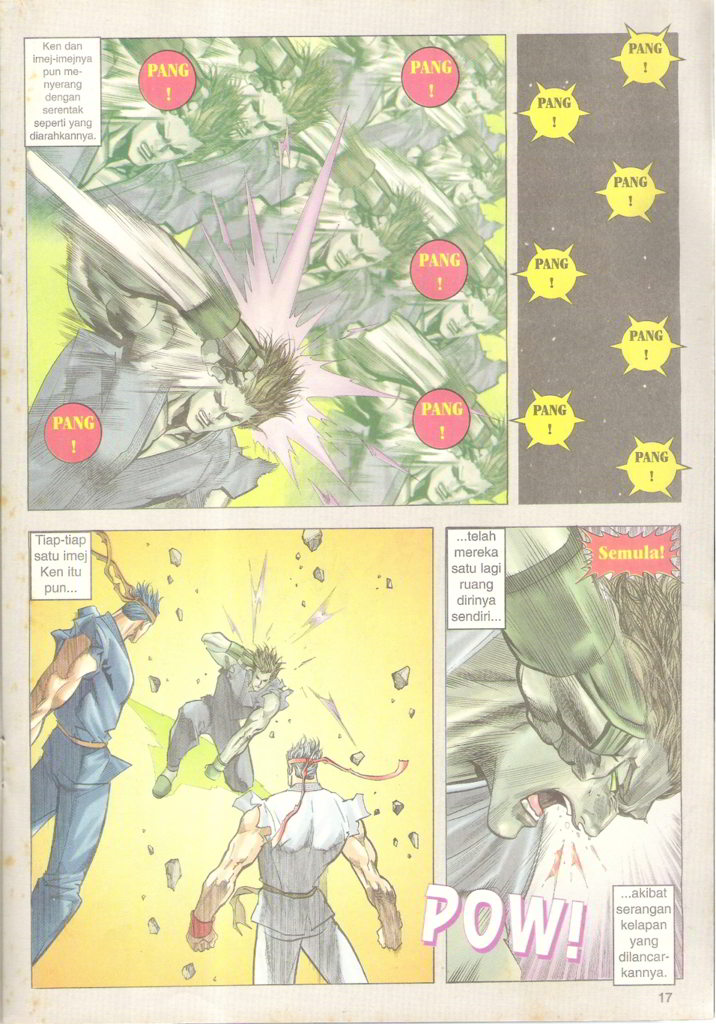 Ken dan
imej-imejnya
pun me-
nyerang
dengan
serentak
seperti yang
diarahkannya.
PANG
!
PANG
!
PANG
!
PANG
!
PANG
!
PANG
!
PANG
!
PANG
!
PANG
!
PANG
!
PANG
!
PANG
!
Tiap-tiap
satu imej
Ken itu
pun...
...telah
mereka
satu lagi
ruang
dirinya
sendiri...
Semula!
POW!
...akibat
serangan
kelapan
yang
dilancar-
kannya.
17